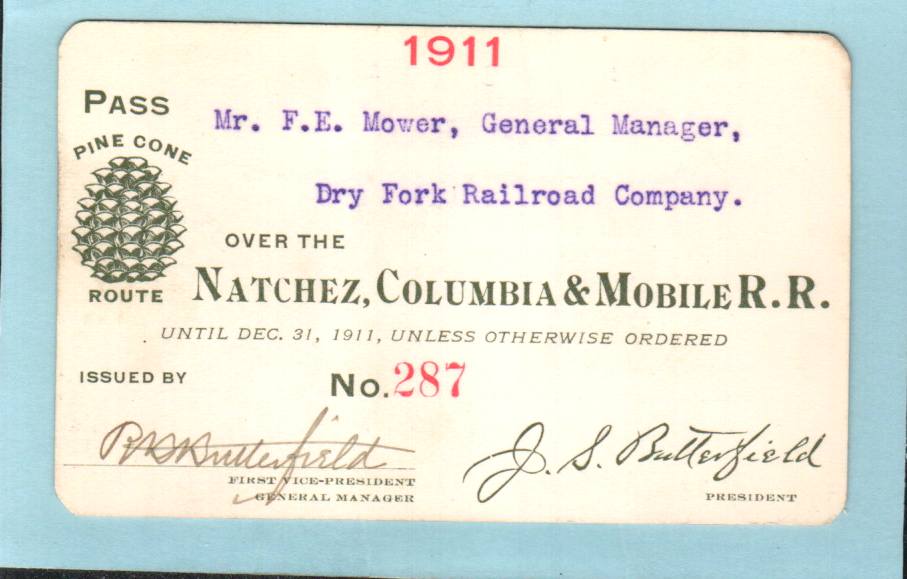 1911
PASS
Mr. F.E. Mower, General Manager,
PINE CONE
Dry Fork Railroad Company.
OVER THE
ROUTE
NATCHEZ, COLUMBIA & MOBILE R.R.
UNTIL DEC. 31, 1911, UNLESS OTHERWISE ORDERED
ISSUED BY
No. 287
Butterfield
J. S. Butterfield
FIRST VICE-PRESIDENT
GENERAL MANAGER
PRESIDENT